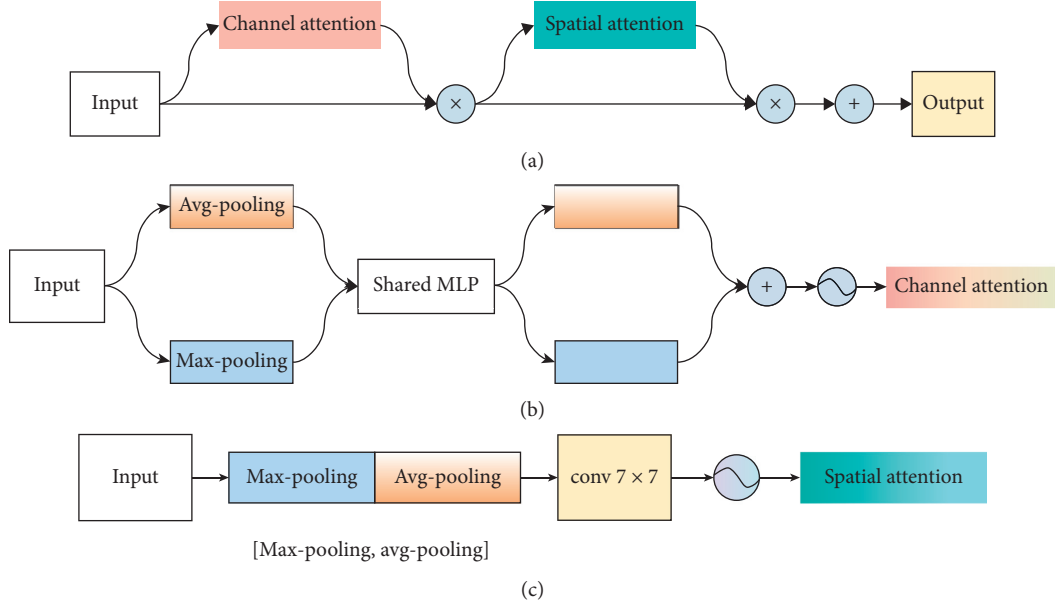 Channel attention
Spatial attention
Input
×
×
+
Output
(a)
Avg-pooling
Input
Shared MLP
+
Channel attention
Max-pooling
(b)
Input
Max-pooling
Avg-pooling
conv 7 × 7
Spatial attention
[Max-pooling, avg-pooling]
(c)